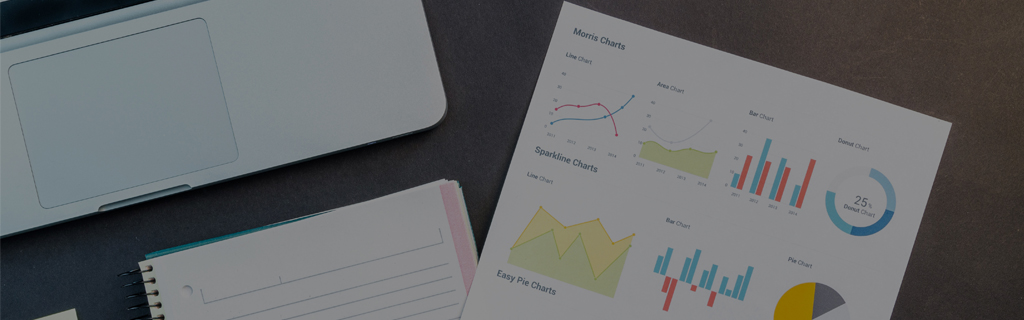 Morris Charts
Line Chart
Area Chart
Bar Chart
Donut Chart
25 %
Donut Chart
Sparkline Charts
Line Chart
Bar Chart
Pie Chart
Easy Pie Charts